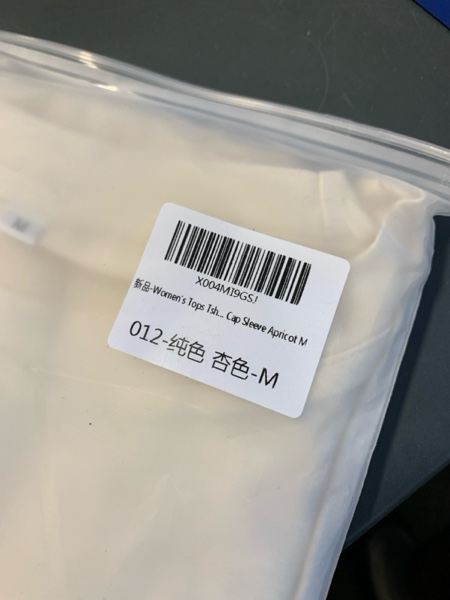 M
X004MI9GSJ
新品-Women's Tops Tsh... Cap Sleeve Apricot M
012-纯色 杏色-M